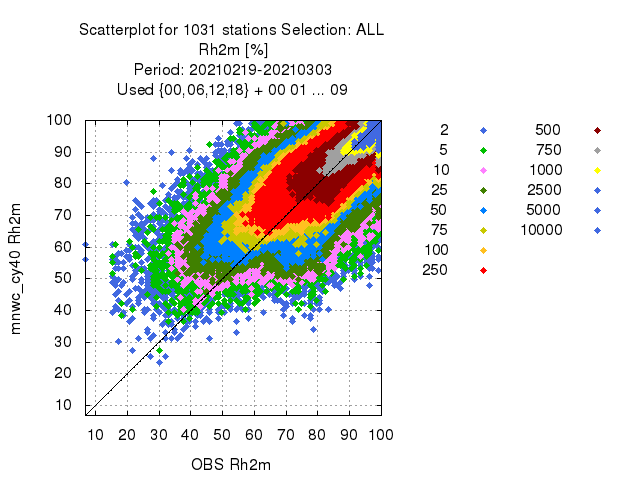 Scatterplot for 1031 stations Selection: ALL
Rh2m [%]
Period: 20210219-20210303
Used {00,06,12,18} + 00 01 ... 09
100
90
80
70
60
50
40
30
20
10
mnwc_cy40 Rh2m
10 20 30 40 50 60 70 80 90 100
OBS Rh2m
2 500
5 750
10 1000
25 2500
50 5000
75 10000
100
250